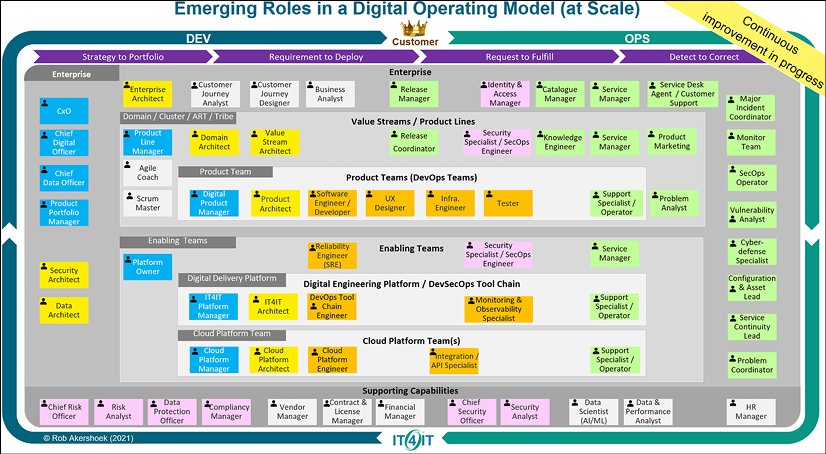 Emerging Roles in a Digital Operating Model (at Scale)
Continuous
improvement in progress
DEV
Customer
OPS
Strategy to Portfolio
Requirement to Deploy
Request to Fulfill
Detect to Correct
Enterprise
CxO
Chief
Digital
Officer
Chief
Data Officer
Product
Portfolio
Manager
Security
Architect
Data
Architect
Enterprise
Enterprise
Architect
Customer
Journey
Analyst
Customer
Journey
Designer
Business
Analyst
Release
Manager
Identity &
Access
Manager
Catalogue
Manager
Service
Manager
Service Desk
Agent / Customer
Support
Domain / Cluster / ART / Tribe
Value Streams / Product Lines
Product
Line
Manager
Domain
Architect
Value
Stream
Architect
Release
Coordinator
Security
Specialist / SecOps
Engineer
Knowledge
Engineer
Service
Manager
Product
Marketing
Agile
Coach
Scrum
Master
Product Team
Product Teams (DevOps Teams)
Digital
Product
Manager
Product
Architect
Software
Engineer /
Developer
UX
Designer
Infra.
Engineer
Tester
Support
Specialist /
Operator
Problem
Analyst
Enabling Teams
Enabling Teams
Platform
Owner
Reliability
Engineer
(SRE)
Security
Specialist / SecOps
Engineer
Service
Manager
Digital Delivery Platform
Digital Engineering Platform / DevSecOps Tool Chain
IT4IT
Platform
Manager
IT4IT
Architect
DevOps Tool
Chain
Engineer
Monitoring &
Observability
Specialist
Support
Specialist /
Operator
Cloud Platform Team
Cloud Platform Team(s)
Cloud
Platform
Manager
Cloud
Platform
Architect
Cloud
Platform
Engineer
Integration /
API Specialist
Support
Specialist /
Operator
Major
Incident
Coordinator
Monitor
Team
SecOps
Operator
Vulnerability
Analyst
Cyber-
defense
Specialist
Configuration
& Asset
Lead
Service
Continuity
Lead
Problem
Coordinator
Supporting Capabilities
Chief Risk
Officer
Risk
Analyst
Data
Protection
Officer
Compliancy
Manager
Vendor
Manager
Contract &
License
Manager
Financial
Manager
Chief
Security
Officer
Security
Analyst
Data
Scientist
(AI/ML)
Data &
Performance
Analyst
HR
Manager
© Rob Akershoek (2021)
IT4IT